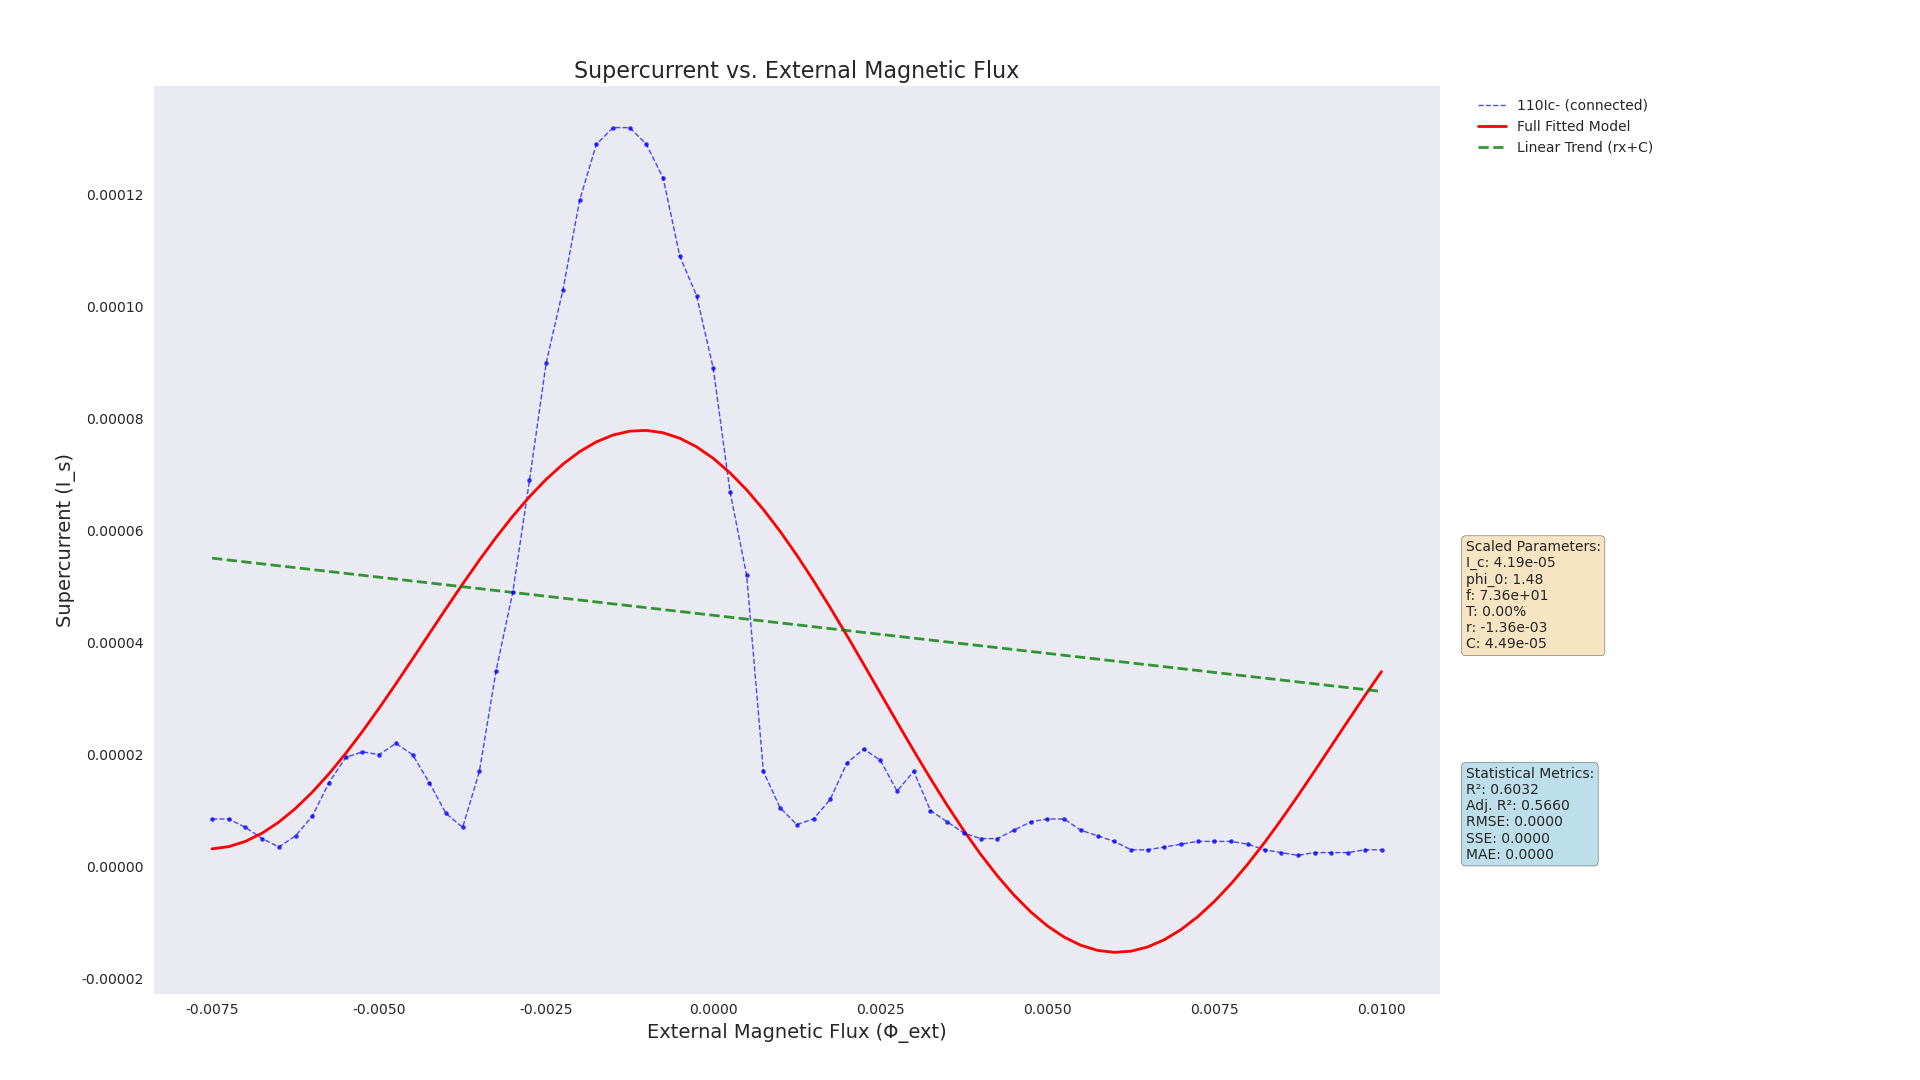 Supercurrent vs. External Magnetic Flux
110Ic- (connected)
Full Fitted Model
Linear Trend (rx+C)
0.00012
0.00010
0.00008
0.00006
0.00004
0.00002
0.00000
-0.00002
Supercurrent (I_s)
-0.0075
-0.0050
-0.0025
0.0000
0.0025
0.0050
0.0075
0.0100
External Magnetic Flux (Φ_ext)
Scaled Parameters:
I_c: 4.19e-05
phi_0: 1.48
f: 7.36e+01
T: 0.00%
r: -1.36e-03
C: 4.49e-05
Statistical Metrics:
R²: 0.6032
Adj. R²: 0.5660
RMSE: 0.0000
SSE: 0.0000
MAE: 0.0000